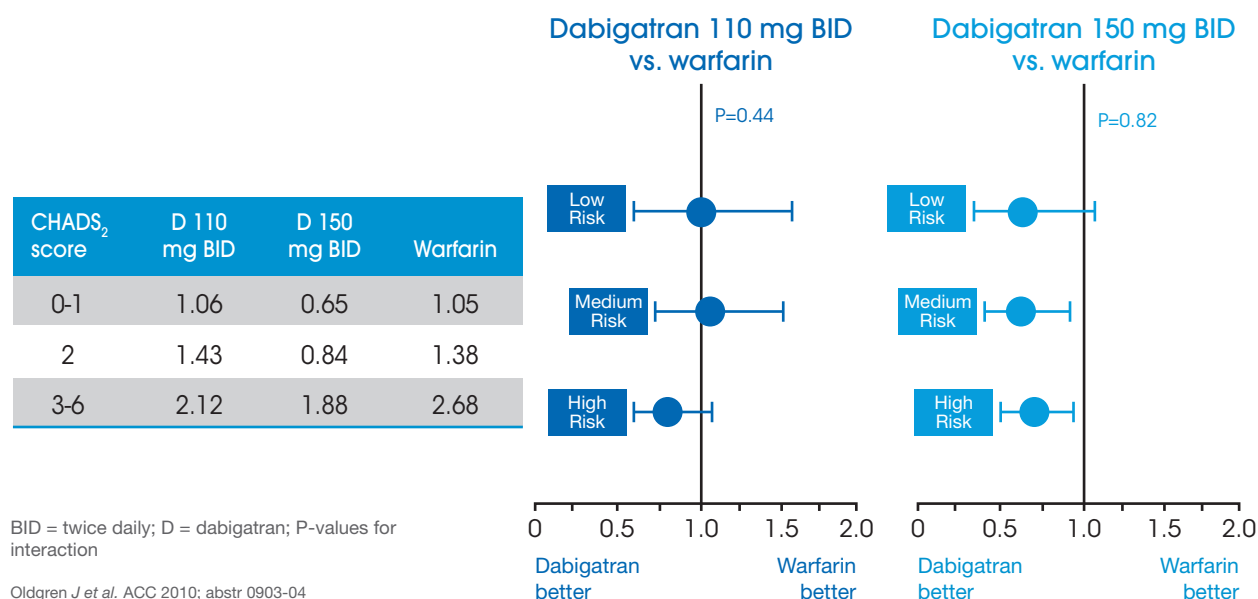 Dabigatran 110 mg BID
vs. warfarin
Dabigatran 150 mg BID
vs. warfarin
P=0.44
P=0.82
CHADS₂
score
D 110
mg BID
D 150
mg BID
Warfarin
0-1
1.06
0.65
1.05
2
1.43
0.84
1.38
3-6
2.12
1.88
2.68
Low
Risk
Medium
Risk
High
Risk
Low
Risk
Medium
Risk
High
Risk
0 0.5 1.0 1.5 2.0
0 0.5 1.0 1.5 2.0
Dabigatran
better
Warfarin
better
Dabigatran
better
Warfarin
better
BID = twice daily; D = dabigatran; P-values for
interaction
Oldgren J et al. ACC 2010; abstr 0903-04